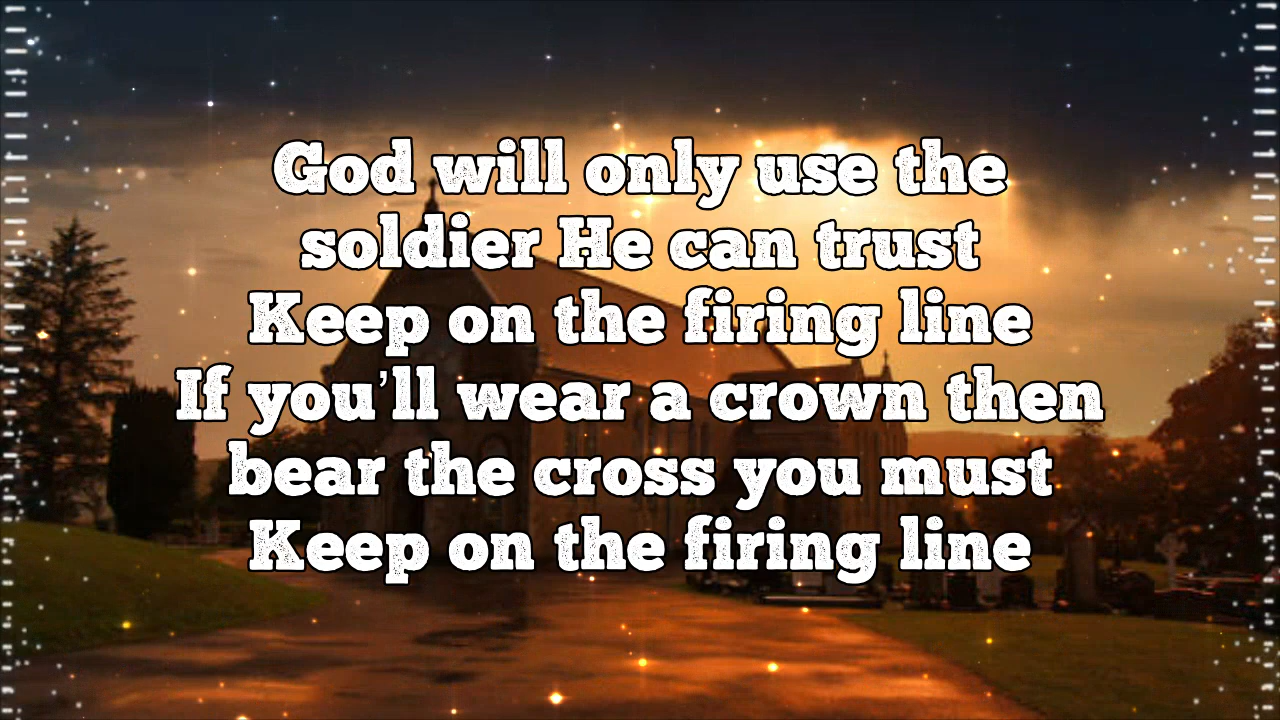 God will only use the
soldier He can trust
Keep on the firing line
If you'll wear a crown then
bear the cross you must
Keep on the firing line